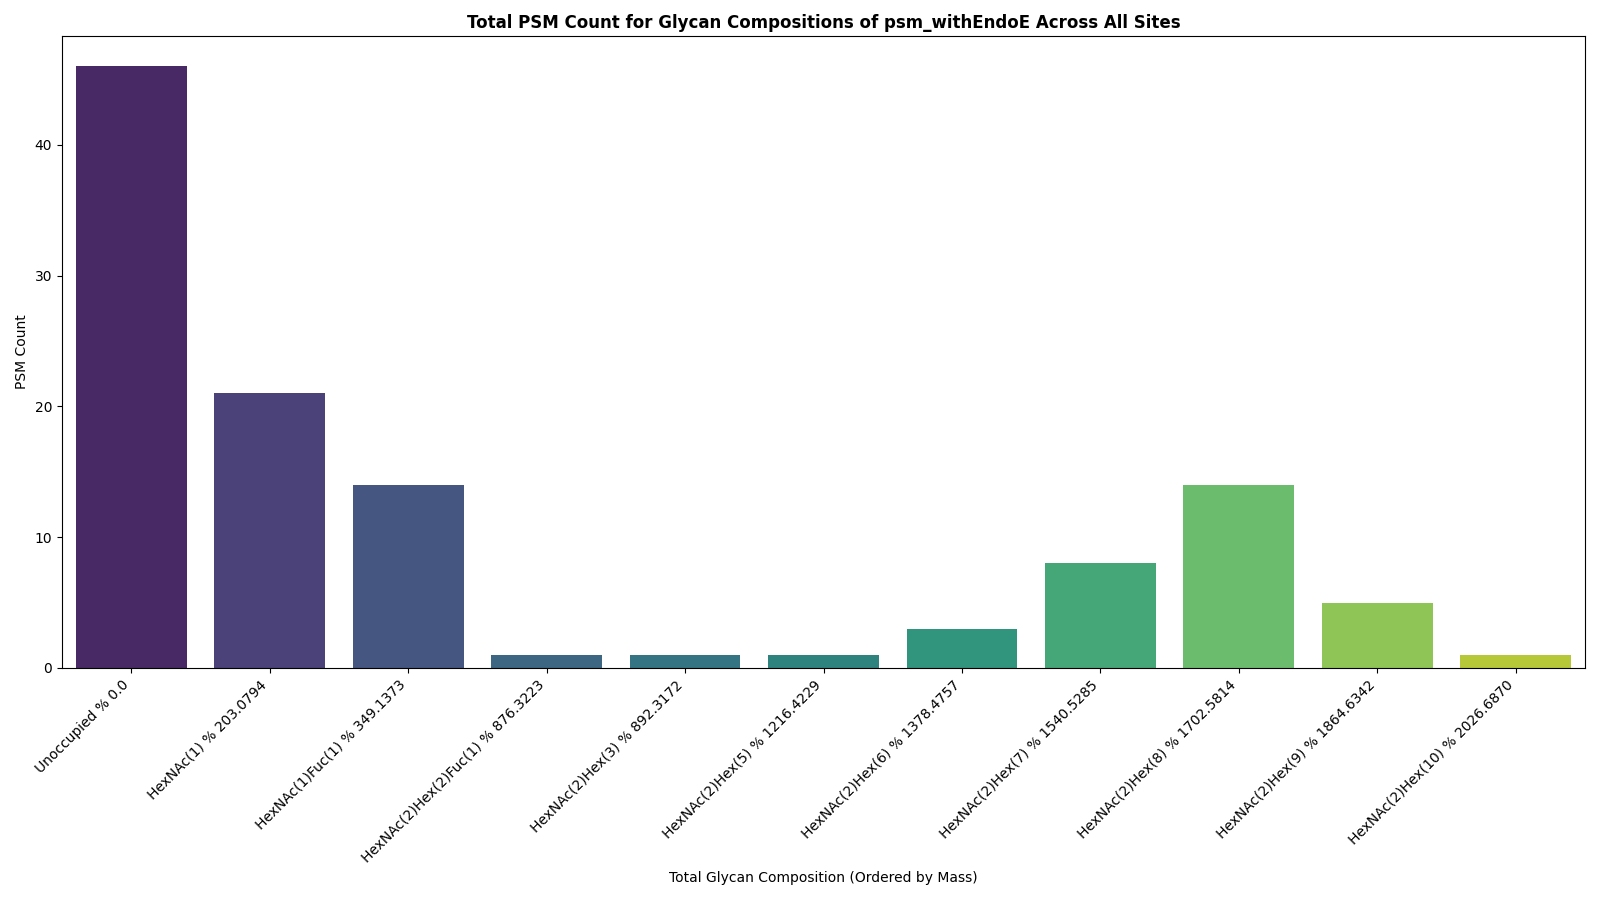 Total PSM Count for Glycan Compositions of psm_withEndoE Across All Sites
PSM Count
40
30
20
10
0
Unoccupied % 0.0
HexNAc(1) % 203.0794
HexNAc(1)Fuc(1) % 349.1373
HexNAc(2)Hex(2)Fuc(1) % 876.3223
HexNAc(2)Hex(3) % 892.3172
HexNAc(2)Hex(5) % 1216.4229
HexNAc(2)Hex(6) % 1378.4757
HexNAc(2)Hex(7) % 1540.5285
HexNAc(2)Hex(8) % 1702.5814
HexNAc(2)Hex(9) % 1864.6342
HexNAc(2)Hex(10) % 2026.6870
Total Glycan Composition (Ordered by Mass)